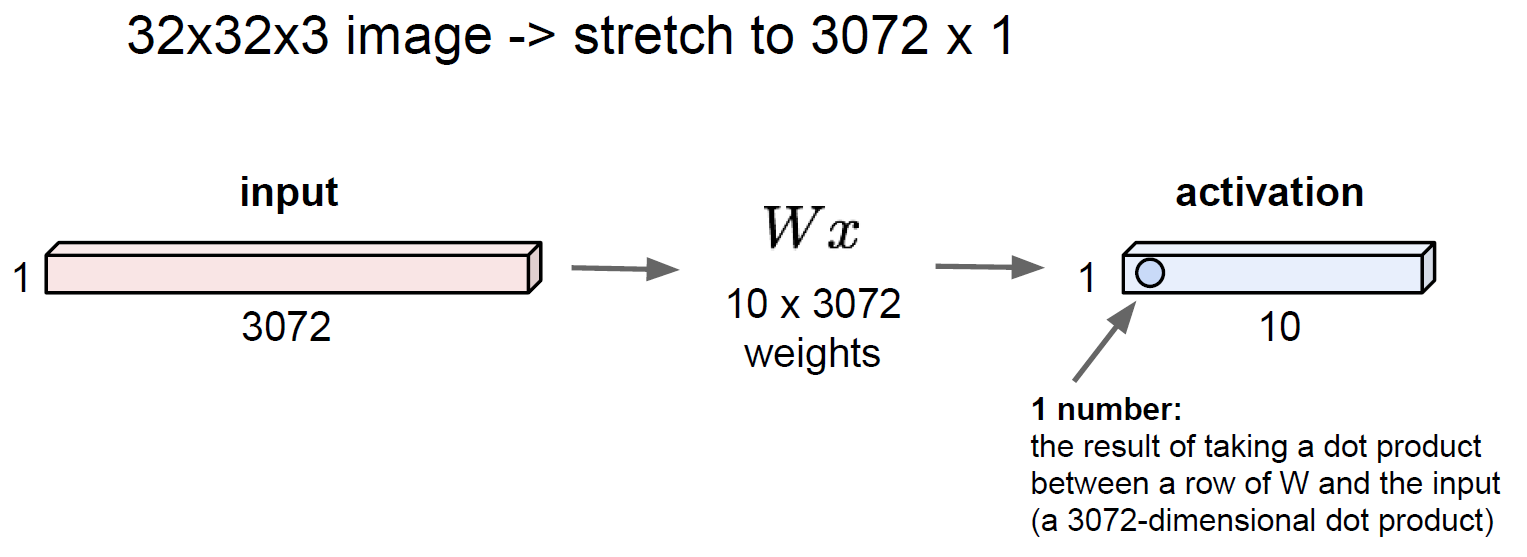 32x32x3 image -> stretch to 3072 x 1
input
1
3072
Wx
10 x 3072
weights
activation
1
10
1 number:
the result of taking a dot product
between a row of W and the input
(a 3072-dimensional dot product)